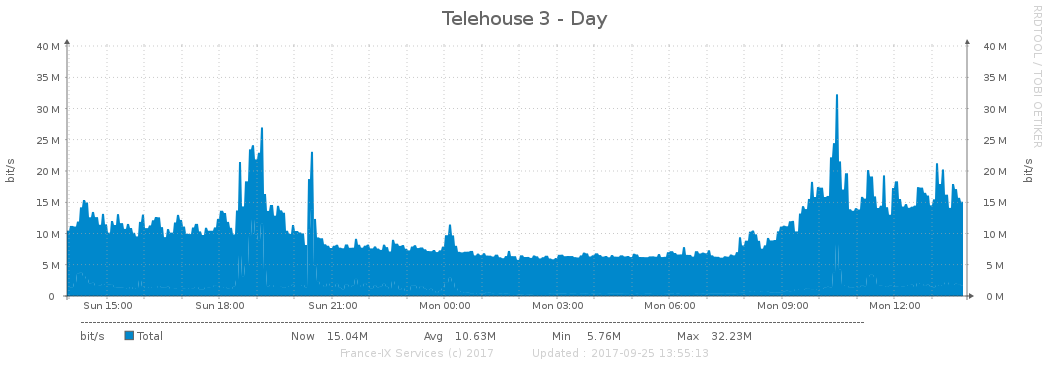 Telehouse 3 - Day
RRDTOOL / TOBI OETIKER
bit/s
bit/s
40 M 40 M
35 M 35 M
30 M 30 M
25 M 25 M
20 M 20 M
15 M 15 M
10 M 10 M
5 M 5 M
0 0 M
Sun 15:00 Sun 18:00 Sun 21:00 Mon 00:00 Mon 03:00 Mon 06:00 Mon 09:00 Mon 12:00
bit/s Total Now 15.04M Avg 10.63M Min 5.76M Max 32.23M
France-IX Services (c) 2017 Updated : 2017-09-25 13:55:13